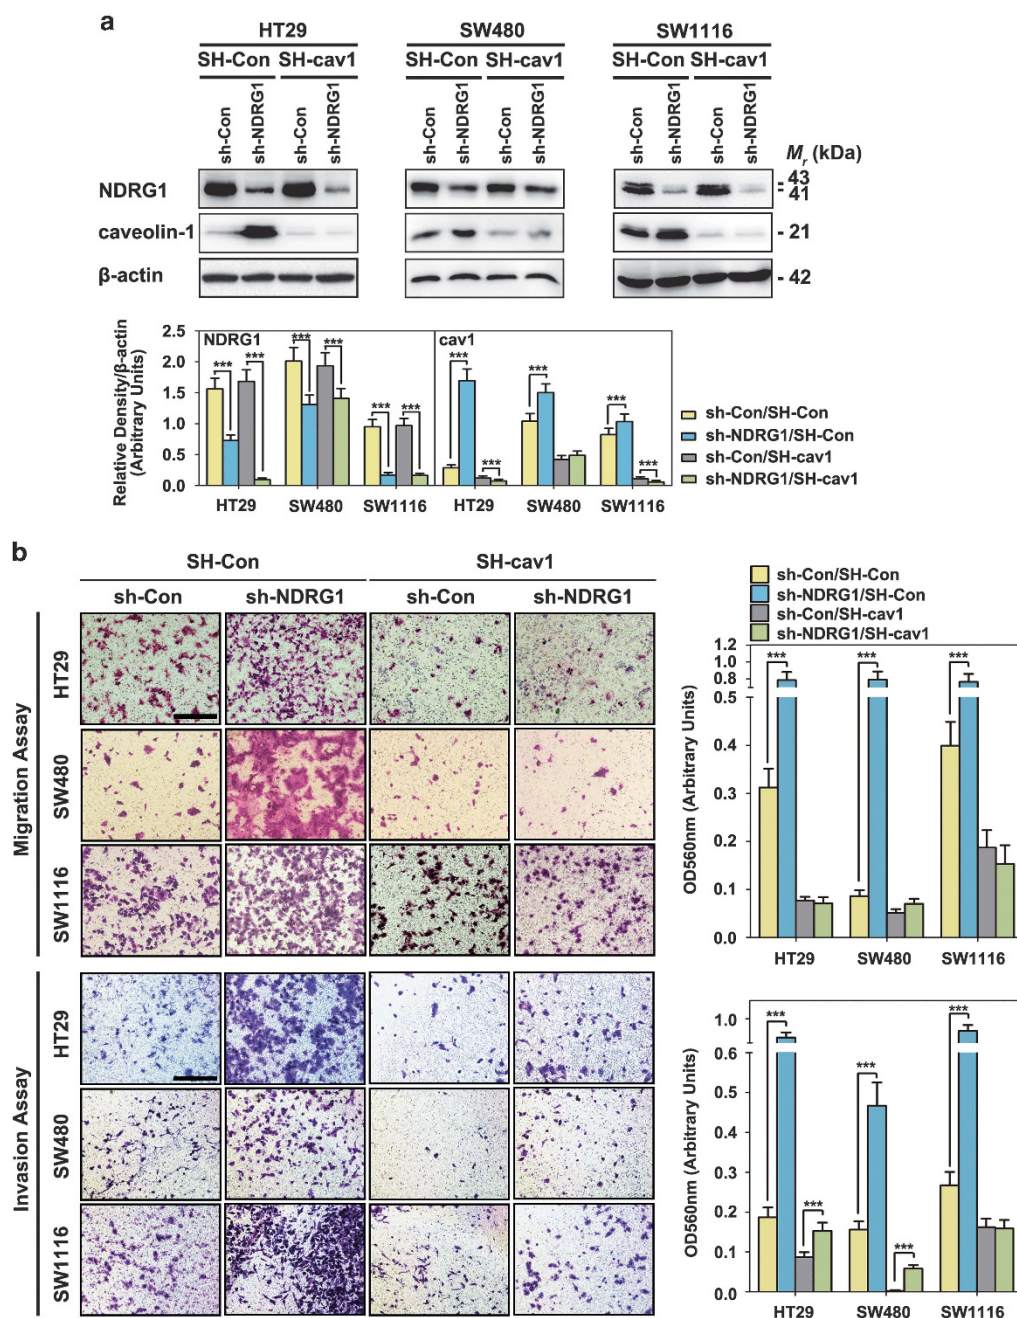 a
HT29 SW480 SW1116
SH-Con SH-cav1 SH-Con SH-cav1 SH-Con SH-cav1
sh-Con sh-NDRG1 sh-Con sh-NDRG1 sh-Con sh-NDRG1 sh-Con sh-NDRG1 sh-Con sh-NDRG1 sh-Con sh-NDRG1
Mr (kDa)
NDRG1 - 43
- 41
caveolin-1 - 21
β-actin - 42
Relative Density/β-actin
(Arbitrary Units)
2.5
2.0
1.5
1.0
0.5
0.0
NDRG1 cav1
*** *** *** *** *** *** *** *** *** *** ***
HT29 SW480 SW1116 HT29 SW480 SW1116
sh-Con/SH-Con
sh-NDRG1/SH-Con
sh-Con/SH-cav1
sh-NDRG1/SH-cav1
b
SH-Con SH-cav1
sh-Con sh-NDRG1 sh-Con sh-NDRG1
Migration Assay
HT29
SW480
SW1116
Invasion Assay
HT29
SW480
SW1116
sh-Con/SH-Con
sh-NDRG1/SH-Con
sh-Con/SH-cav1
sh-NDRG1/SH-cav1
OD560nm (Arbitrary Units)
1.2
1.0
0.8
0.5
0.4
0.3
0.2
0.1
0.0
*** *** ***
HT29 SW480 SW1116
OD560nm (Arbitrary Units)
1.0
0.6
0.3
0.2
0.1
0.0
*** *** *** *** ***
HT29 SW480 SW1116